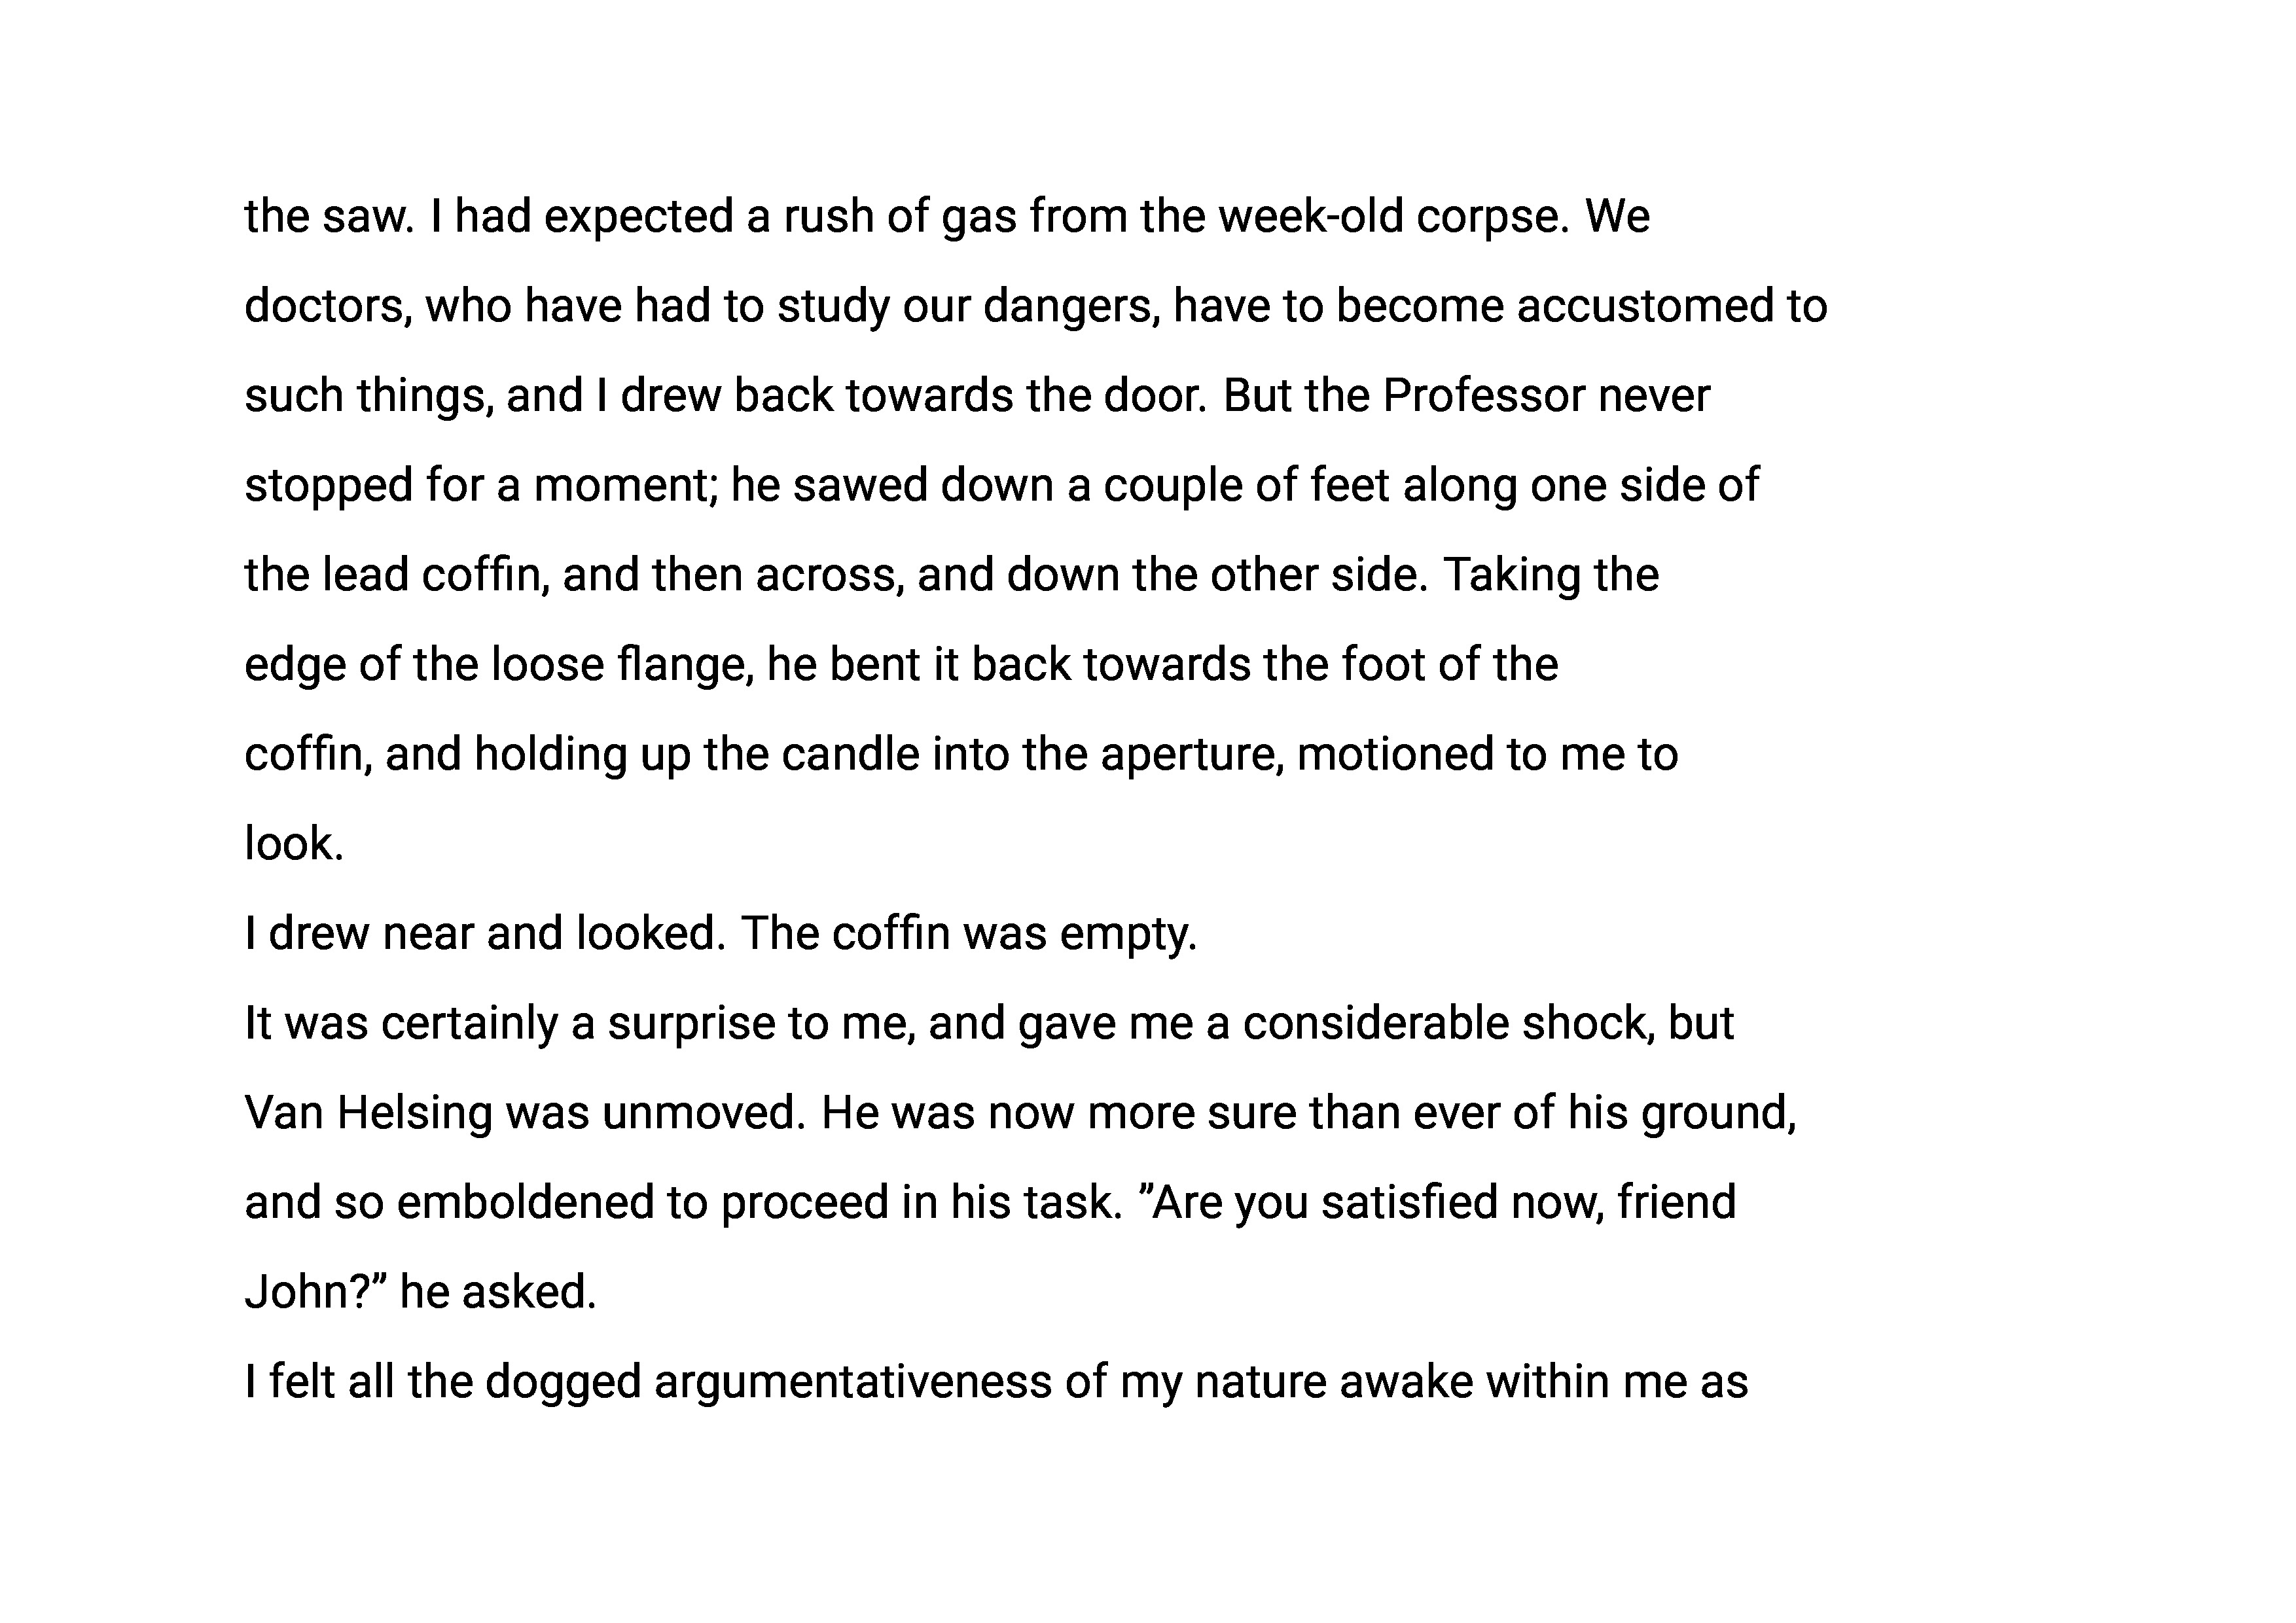 the saw. I had expected a rush of gas from the week-old corpse. We
doctors, who have had to study our dangers, have to become accustomed to
such things, and I drew back towards the door. But the Professor never
stopped for a moment; he sawed down a couple of feet along one side of
the lead coffin, and then across, and down the other side. Taking the
edge of the loose flange, he bent it back towards the foot of the
coffin, and holding up the candle into the aperture, motioned to me to
look.
I drew near and looked. The coffin was empty.
It was certainly a surprise to me, and gave me a considerable shock, but
Van Helsing was unmoved. He was now more sure than ever of his ground,
and so emboldened to proceed in his task. ”Are you satisfied now, friend
John?” he asked.
I felt all the dogged argumentativeness of my nature awake within me as